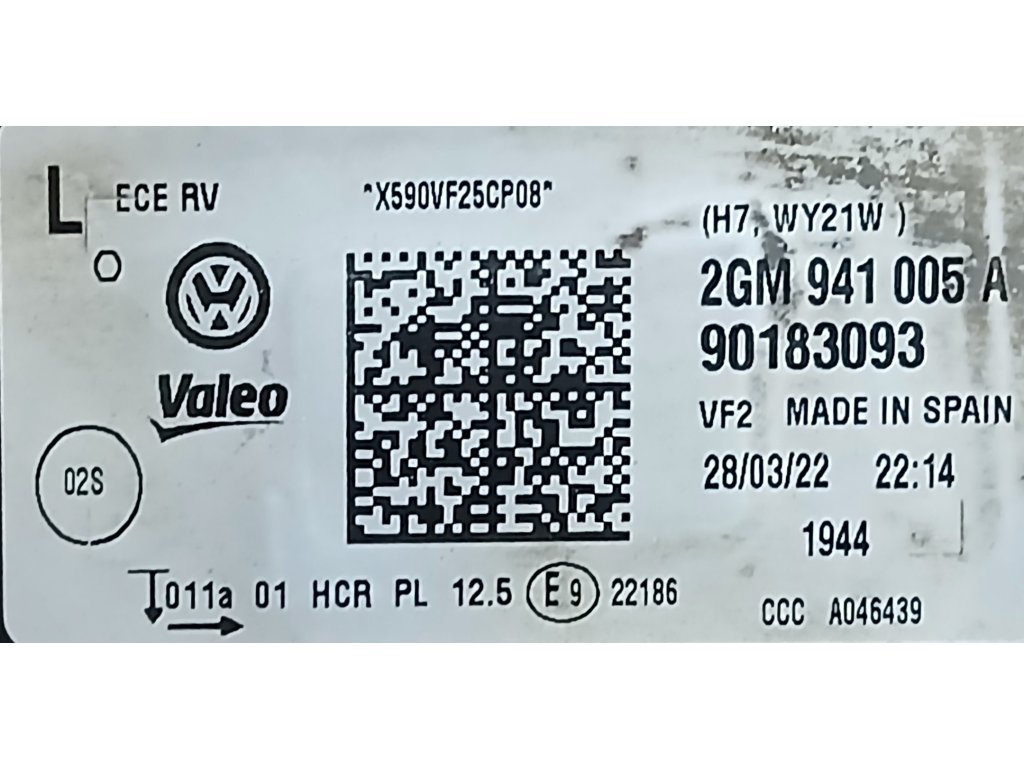 L ECE RV
*X590VF25CP08*
(H7, WY21W )
2GM 941 005 A
90183093
Valeo
VF2 MADE IN SPAIN
02S
28/03/22 22:14
1944
011a 01 HCR PL 12.5 E9 22186
CCC A046439